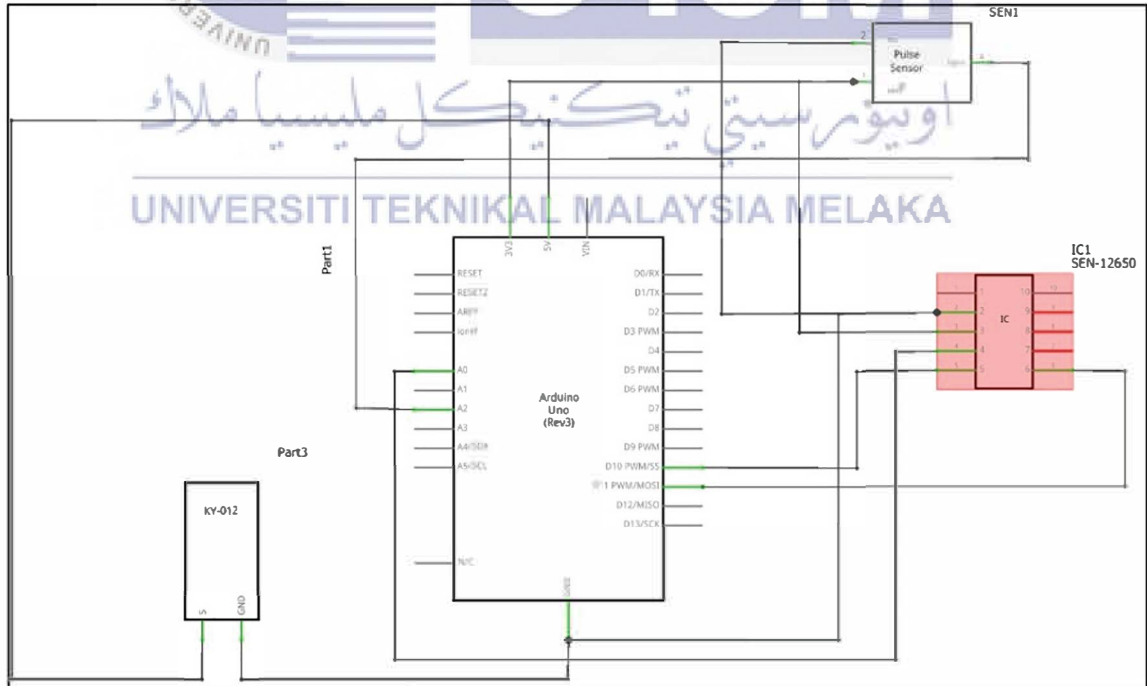 SEN1
2
Pulse
Sensor
UNIVER
اونيۏرسيتي تيكنيكل مليسيا ملاك
UNIVERSITI TEKNIKAL MALAYSIA MELAKA
3V3
5V
VIN
Part1
IC1
SEN-12650
RESET
RESET2
AREF
ioref
A0
A1
A2
A3
A4/SDA
A5/SCL
N/C
Arduino
Uno
(Rev3)
D0/RX
D1/TX
D2
D3 PWM
D4
D5 PWM
D6 PWM
D7
D8
D9 PWM
D10 PWM/SS
1 PWM/MOSI
D12/MISO
D13/SCK
GND
1
2
3
4
5
IC
10
9
8
7
6
Part3
KY-012
S
GND